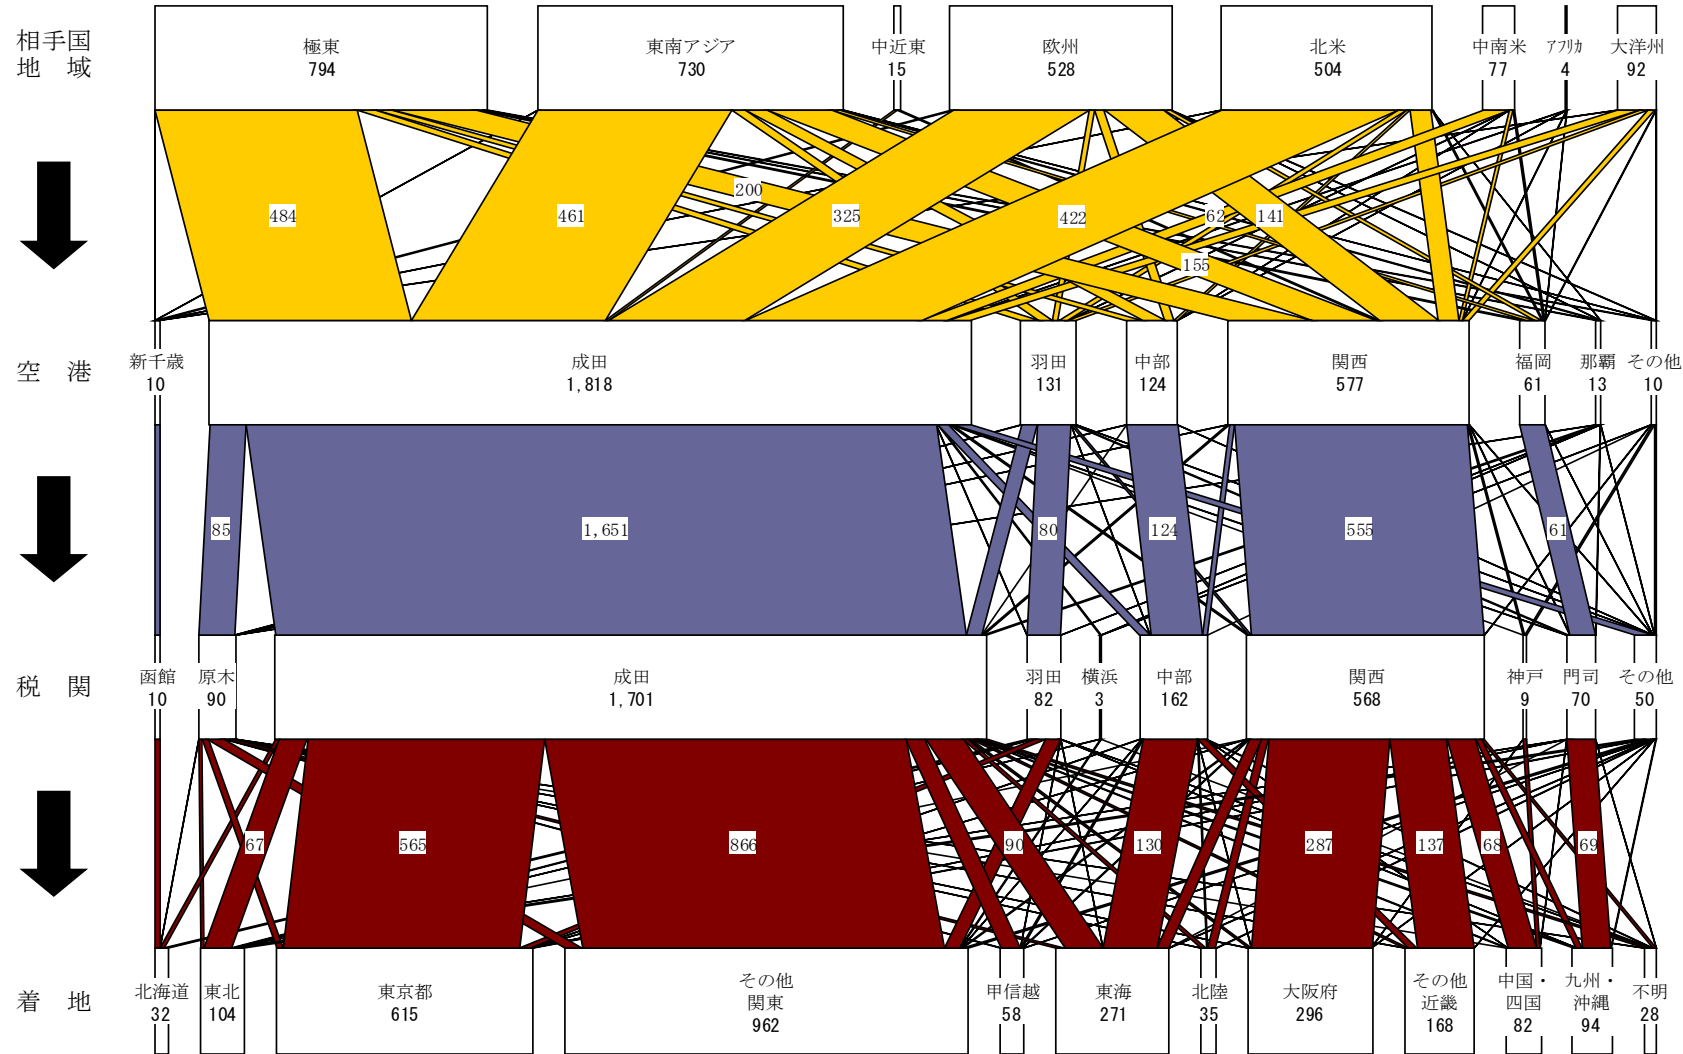 相手国
地　域
極東
794
東南アジア
730
中近東
15
欧州
528
北米
504
中南米
77
アフリカ
4
大洋州
92
200
484
461
325
422
62
141
155
空　港
新千歳
10
成田
1,818
羽田
131
中部
124
関西
577
福岡
61
那覇
13
その他
10
85
1,651
80
124
555
61
税　関
函館
10
原木
90
成田
1,701
羽田
82
横浜
3
中部
162
関西
568
神戸
9
門司
70
その他
50
67
565
866
90
130
287
137
68
69
着　地
北海道
32
東北
104
東京都
615
その他
関東
962
甲信越
58
東海
271
北陸
35
大阪府
296
その他
近畿
168
中国・
四国
82
九州・
沖縄
94
不明
28